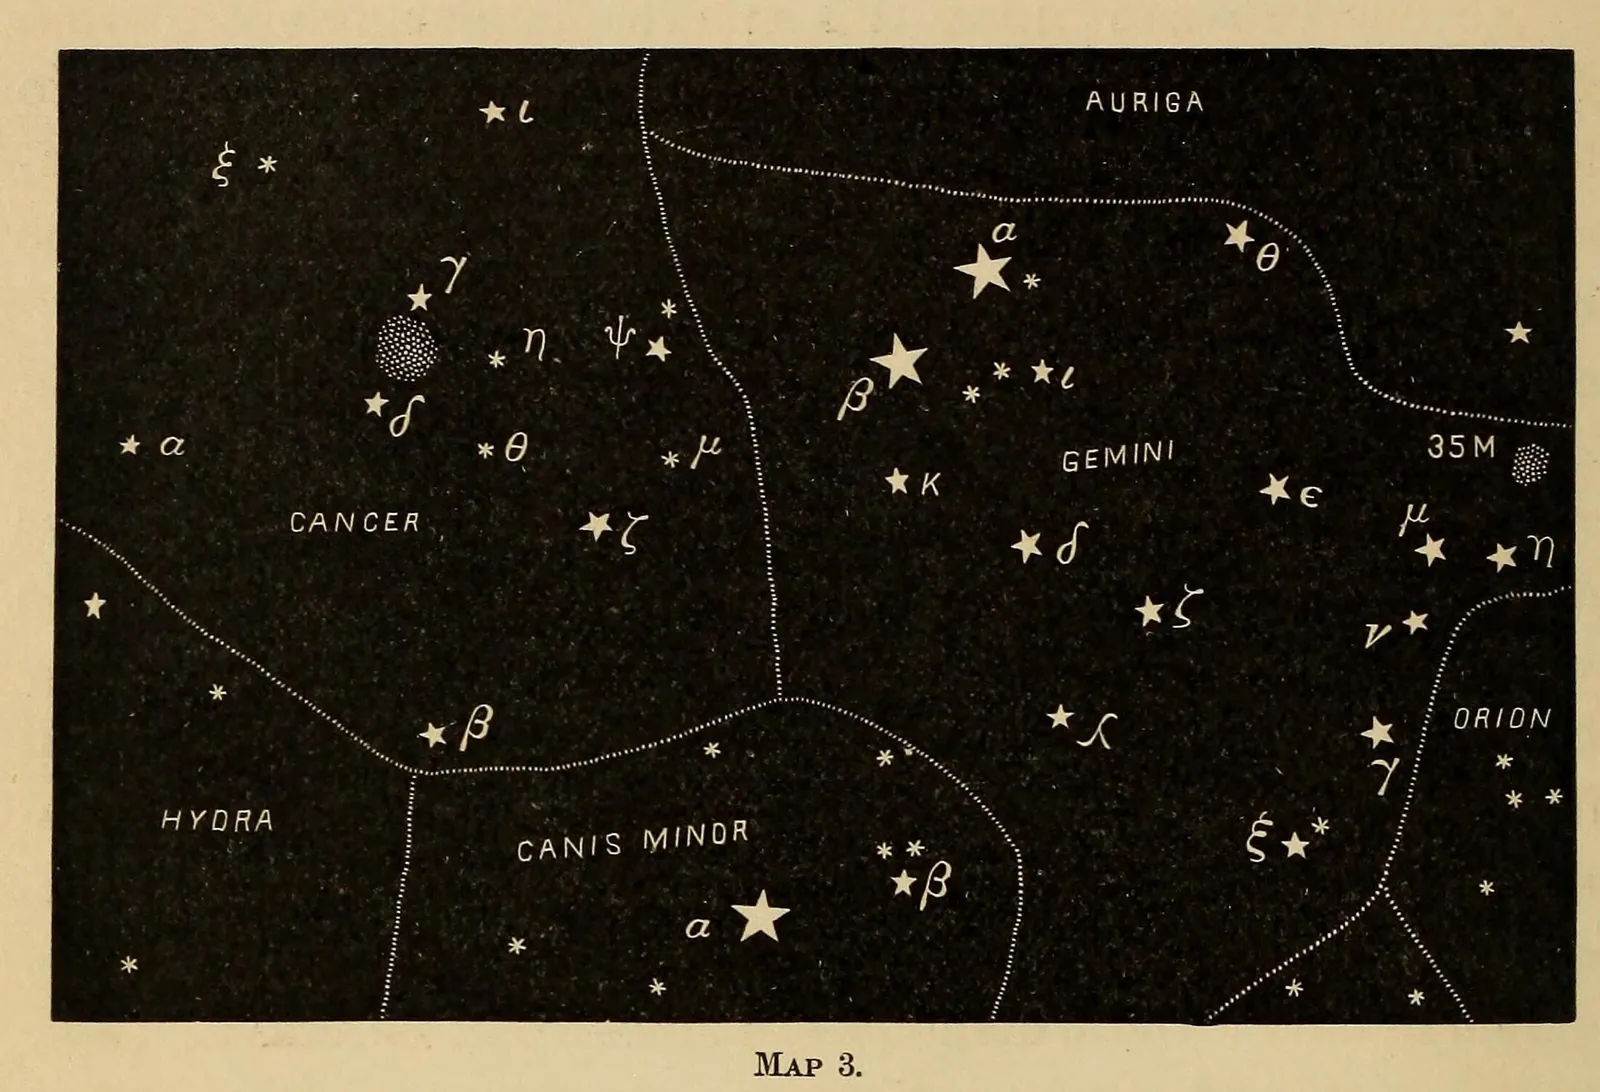 AURIGA
ι
ξ
α
θ
γ
η
ψ
β
ι
δ
α
θ
μ
GEMINI
35M
κ
ε
CANCER
ζ
δ
μ
η
ζ
ν
β
λ
ORION
γ
HYDRA
CANIS MINOR
ξ
β
α
MAP 3.